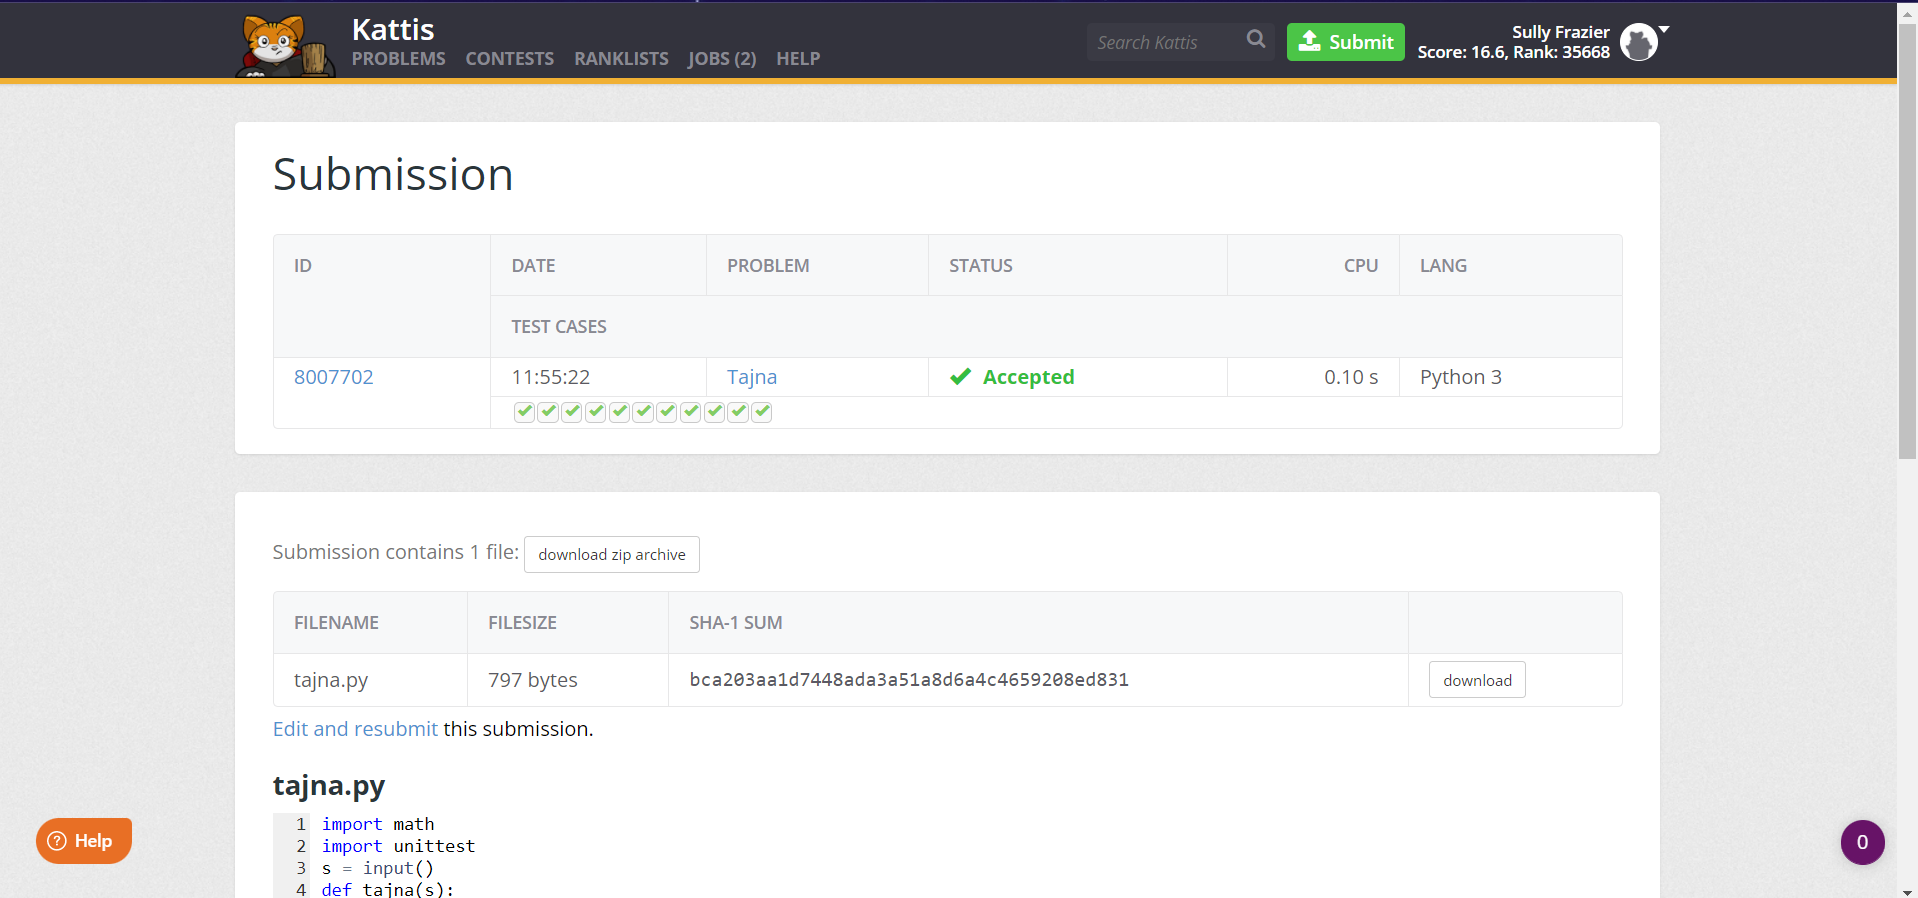 Kattis
PROBLEMS CONTESTS RANKLISTS JOBS (2) HELP
Search Kattis
Submit
Sully Frazier
Score: 16.6, Rank: 35668
Submission
ID DATE PROBLEM STATUS CPU LANG
TEST CASES
8007702 11:55:22 Tajna Accepted 0.10 s Python 3
Submission contains 1 file: download zip archive
FILENAME FILESIZE SHA-1 SUM
tajna.py 797 bytes bca203aa1d7448ada3a51a8d6a4c4659208ed831 download
Edit and resubmit this submission.
tajna.py
1 import math
2 import unittest
3 s = input()
4 def tajna(s):
Help
0